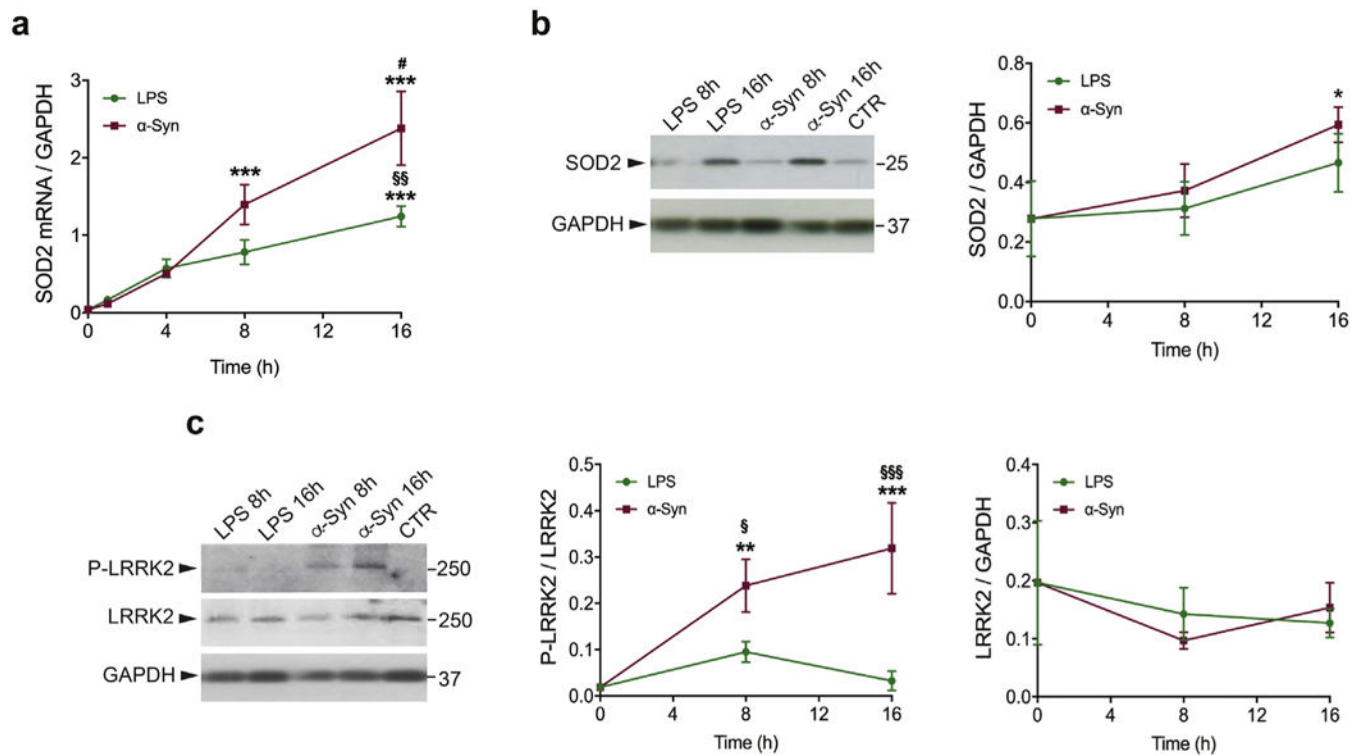 a
SOD2 mRNA / GAPDH
3
2
1
0
LPS
α-Syn
***
#
***
§§
***
0 4 8 12 16
Time (h)
b
LPS 8h LPS 16h α-Syn 8h α-Syn 16h CTR
SOD2 25
GAPDH 37
SOD2 / GAPDH
0.8
0.6
0.4
0.2
0.0
LPS
α-Syn
*
0 4 8 12 16
Time (h)
c
LPS 8h LPS 16h α-Syn 8h α-Syn 16h CTR
P-LRRK2 250
LRRK2 250
GAPDH 37
P-LRRK2 / LRRK2
0.5
0.4
0.3
0.2
0.1
0.0
LPS
α-Syn
§
**
§§§
***
0 4 8 12 16
Time (h)
LRRK2 / GAPDH
0.4
0.3
0.2
0.1
0.0
LPS
α-Syn
0 4 8 12 16
Time (h)